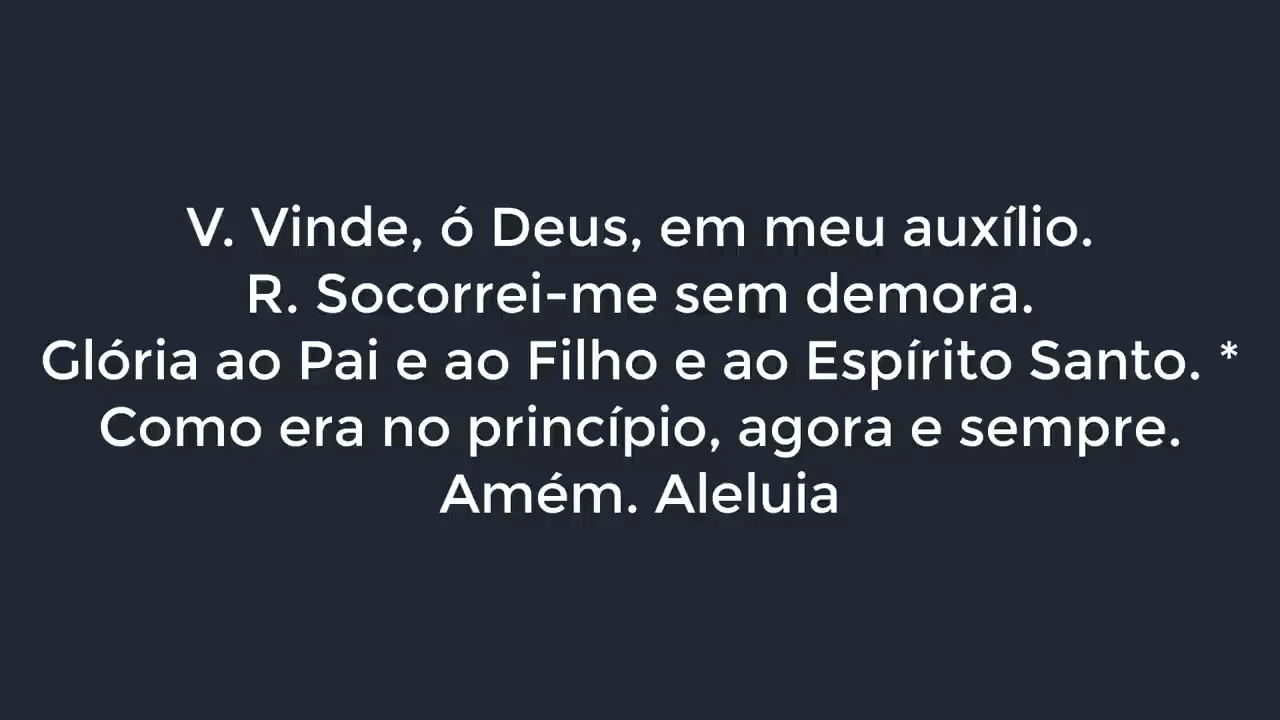 V. Vinde, ó Deus, em meu auxílio.
R. Socorrei-me sem demora.
Glória ao Pai e ao Filho e ao Espírito Santo. *
Como era no princípio, agora e sempre.
Amém. Aleluia